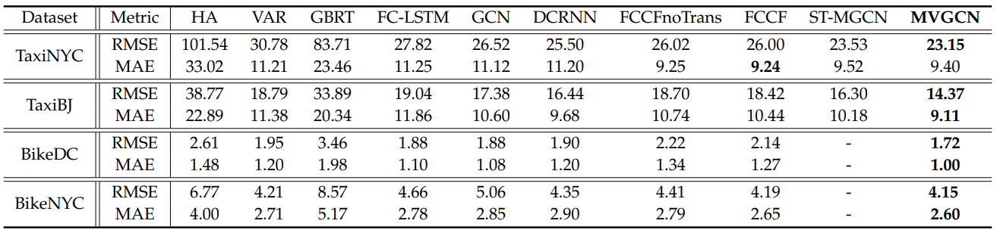 Dataset Metric HA VAR GBRT FC-LSTM GCN DCRNN FCCFnoTrans FCCF ST-MGCN MVGCN
TaxiNYC RMSE 101.54 30.78 83.71 27.82 26.52 25.50 26.02 26.00 23.53 23.15
MAE 33.02 11.21 23.46 11.25 11.12 11.20 9.25 9.24 9.52 9.40
TaxiBJ RMSE 38.77 18.79 33.89 19.04 17.38 16.44 18.70 18.42 16.30 14.37
MAE 22.89 11.38 20.34 11.86 10.60 9.68 10.74 10.44 10.18 9.11
BikeDC RMSE 2.61 1.95 3.46 1.88 1.88 1.90 2.22 2.14 - 1.72
MAE 1.48 1.20 1.98 1.10 1.08 1.20 1.34 1.27 - 1.00
BikeNYC RMSE 6.77 4.21 8.57 4.66 5.06 4.35 4.41 4.19 - 4.15
MAE 4.00 2.71 5.17 2.78 2.85 2.90 2.79 2.65 - 2.60